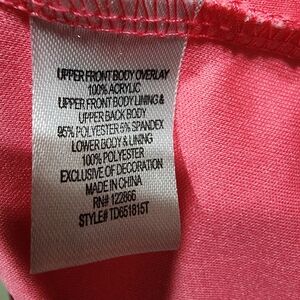 UPPER FRONT BODY OVERLAY
100% ACRYLIC
UPPER FRONT BODY LINING &
UPPER BACK BODY
95% POLYESTER 5% SPANDEX
LOWER BODY & LINING
100% POLYESTER
EXCLUSIVE OF DECORATION
MADE IN CHINA
RN# 122866
STYLE# TD651815T